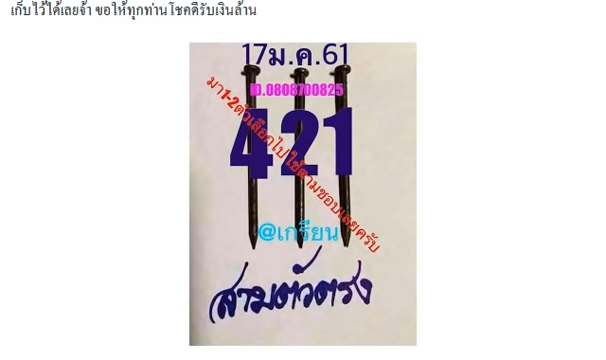 เก็บไว้ได้เลยจ้า ขอให้ทุกท่านโชคดีรับเงินล้าน
17ม.ค.61
ID.0808700825
มา1-2ตัวเลือกไปใช้ตามชอบเลยครับ
421
@เกรียน
สามตัวตรง